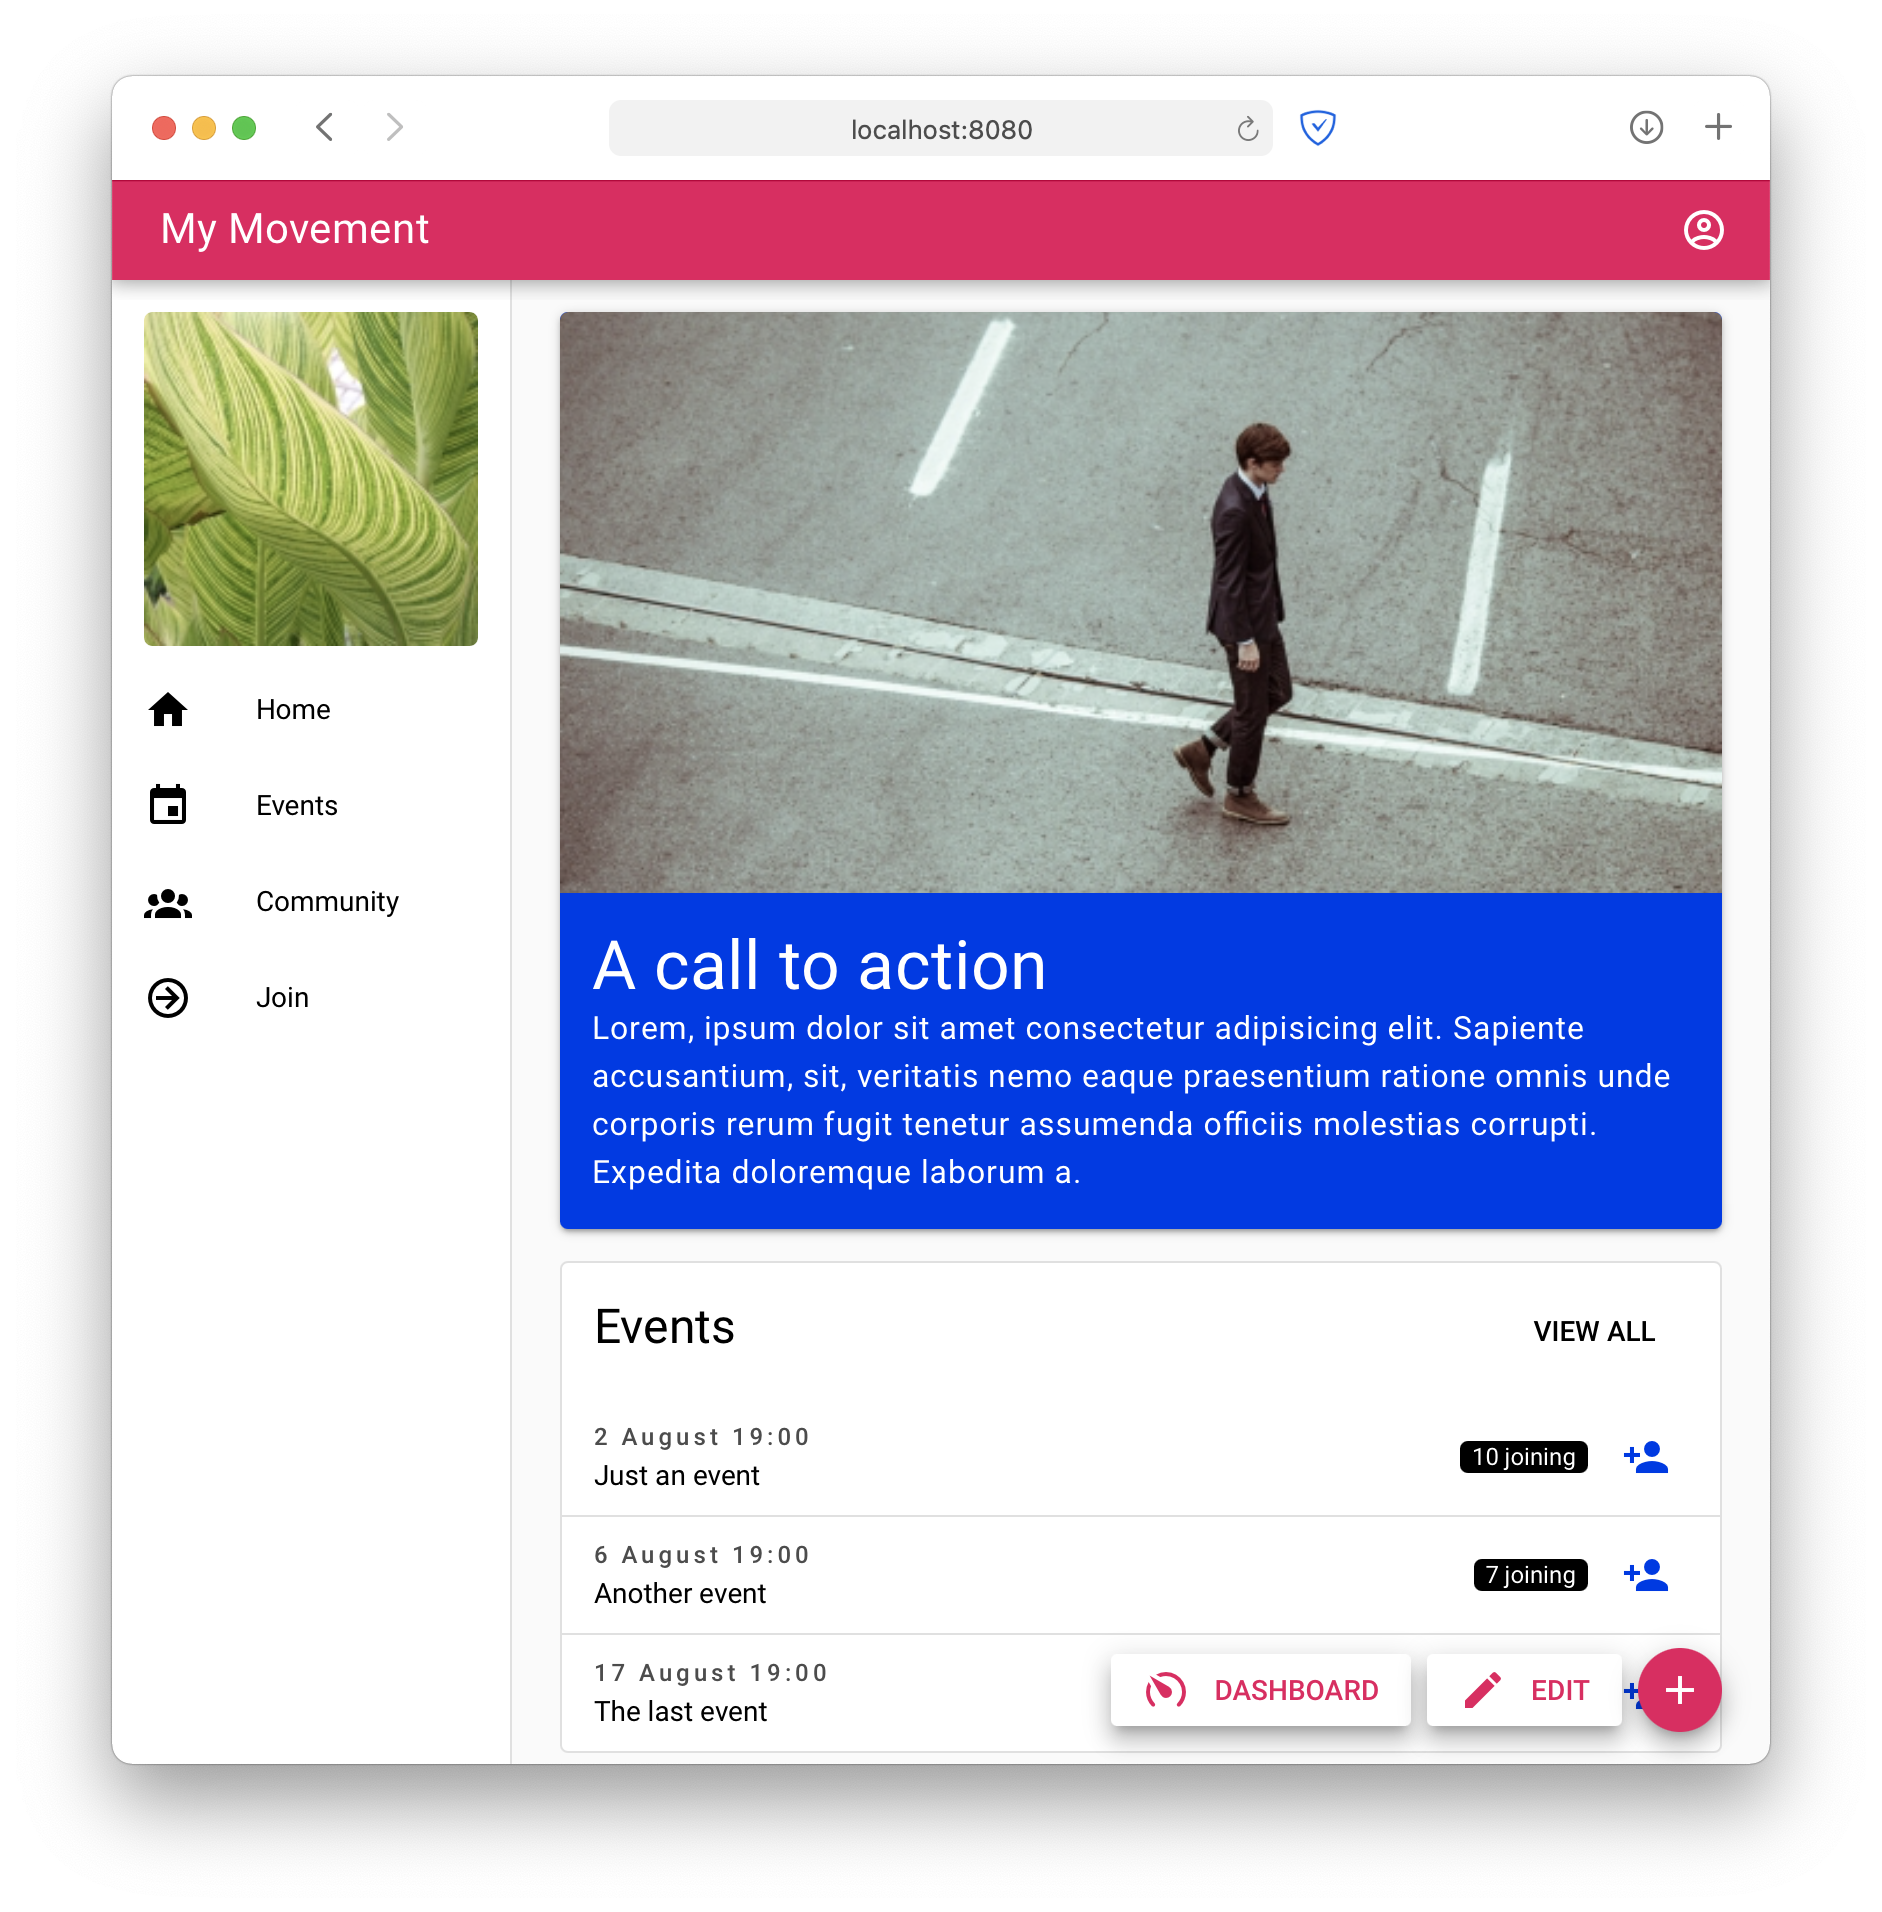 localhost:8080
My Movement
Home
Events
Community
Join
A call to action
Lorem, ipsum dolor sit amet consectetur adipisicing elit. Sapiente
accusantium, sit, veritatis nemo eaque praesentium ratione omnis unde
corporis rerum fugit tenetur assumenda officiis molestias corrupti.
Expedita doloremque laborum a.
Events
VIEW ALL
2 August 19:00
Just an event
10 joining
6 August 19:00
Another event
7 joining
17 August 19:00
The last event
DASHBOARD
EDIT